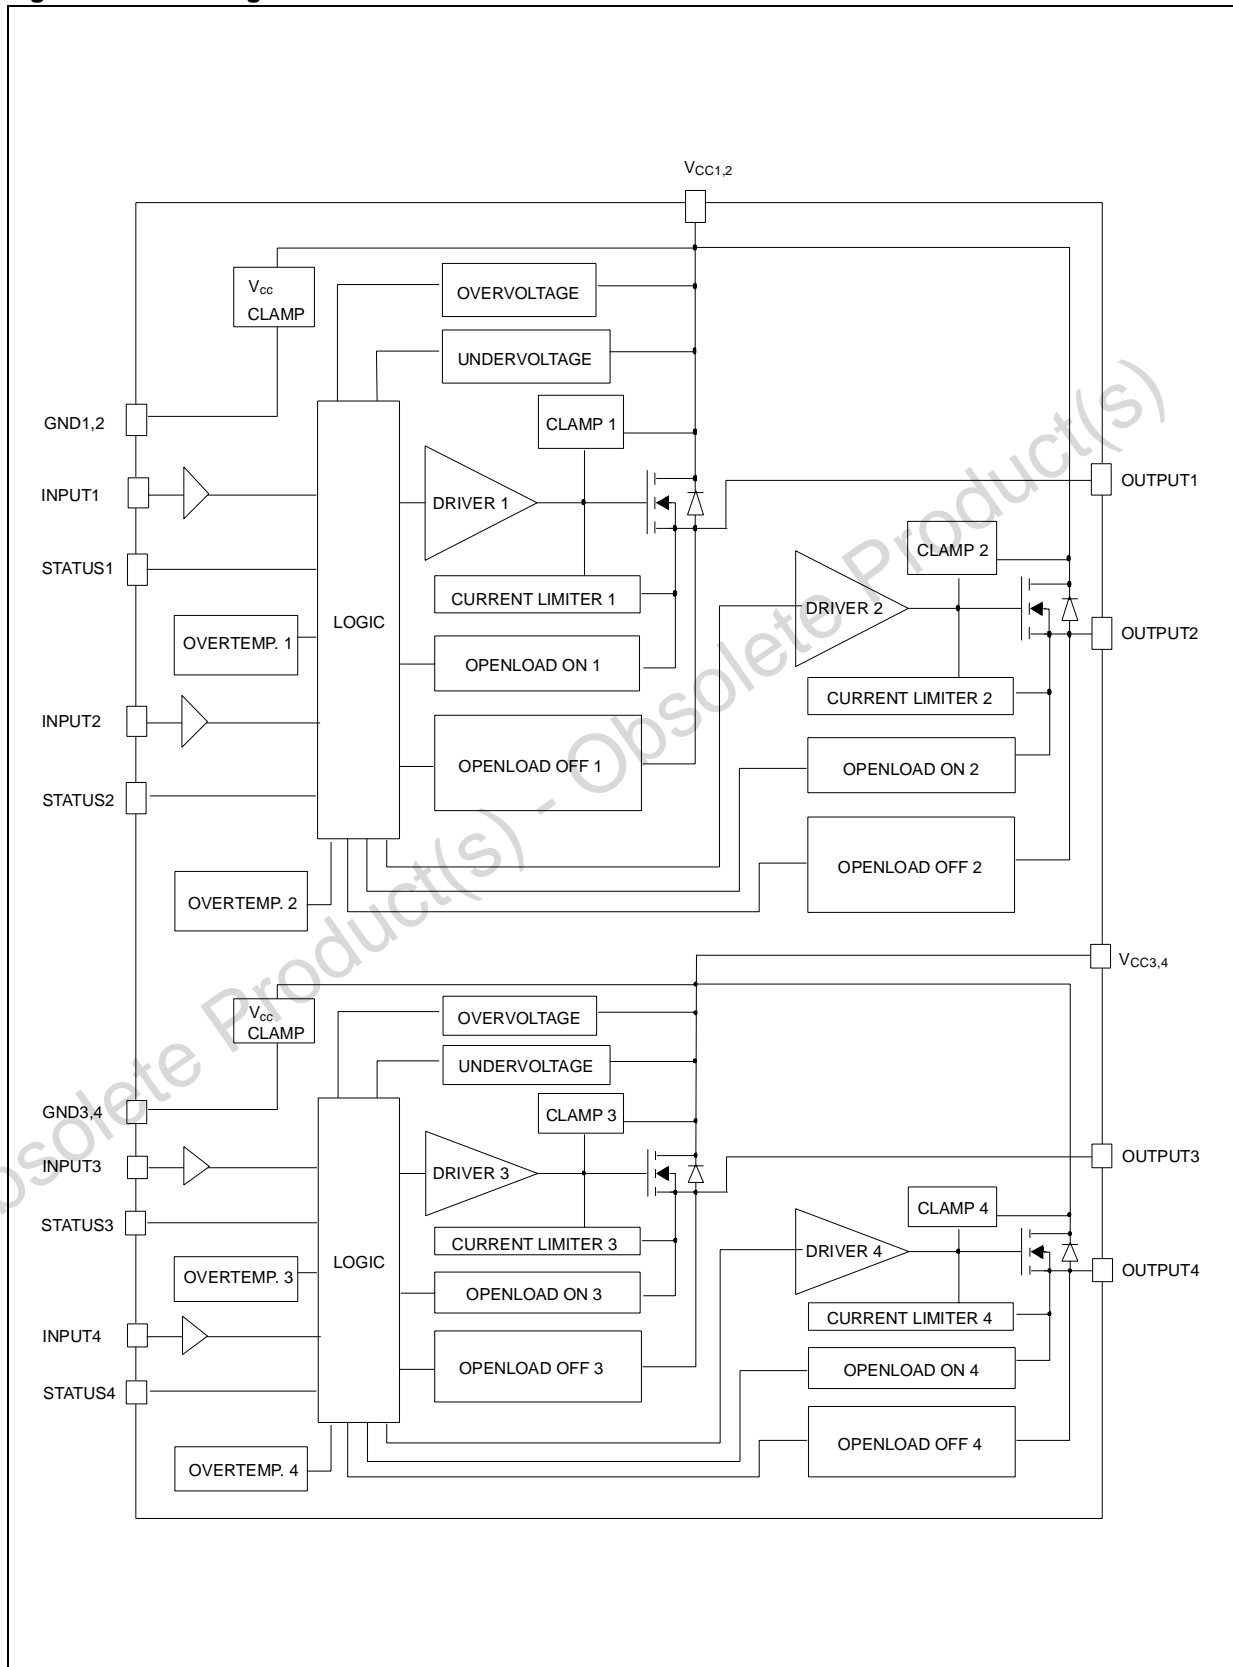 VCC1,2
Vcc
CLAMP
OVERVOLTAGE
UNDERVOLTAGE
GND1,2
CLAMP 1
INPUT1
DRIVER 1
OUTPUT1
STATUS1
CURRENT LIMITER 1
LOGIC
OVERTEMP. 1
OPENLOAD ON 1
CLAMP 2
DRIVER 2
OUTPUT2
CURRENT LIMITER 2
INPUT2
OPENLOAD OFF 1
OPENLOAD ON 2
STATUS2
OPENLOAD OFF 2
OVERTEMP. 2
VCC3,4
Vcc
CLAMP
OVERVOLTAGE
UNDERVOLTAGE
GND3,4
CLAMP 3
INPUT3
DRIVER 3
OUTPUT3
STATUS3
CURRENT LIMITER 3
LOGIC
OVERTEMP. 3
OPENLOAD ON 3
CLAMP 4
DRIVER 4
OUTPUT4
CURRENT LIMITER 4
INPUT4
OPENLOAD OFF 3
OPENLOAD ON 4
STATUS4
OPENLOAD OFF 4
OVERTEMP. 4
Obsolete Product(s) - Obsolete Product(s)